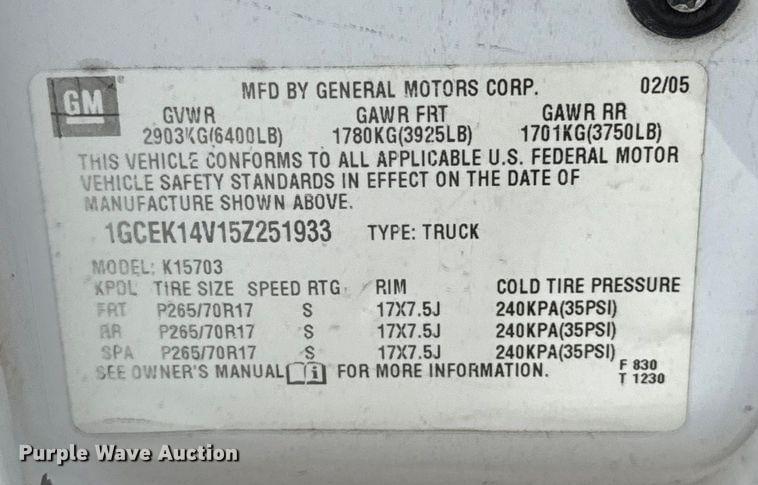 GM
MFD BY GENERAL MOTORS CORP. 02/05
GVWR GAWR FRT GAWR RR
2903KG(6400LB) 1780KG(3925LB) 1701KG(3750LB)
THIS VEHICLE CONFORMS TO ALL APPLICABLE U.S. FEDERAL MOTOR
VEHICLE SAFETY STANDARDS IN EFFECT ON THE DATE OF
MANUFACTURE SHOWN ABOVE.
1GCEK14V15Z251933 TYPE: TRUCK
MODEL: K15703
KPDL TIRE SIZE SPEED RTG RIM COLD TIRE PRESSURE
FRT P265/70R17 S 17X7.5J 240KPA(35PSI)
RR P265/70R17 S 17X7.5J 240KPA(35PSI)
SPA P265/70R17 S 17X7.5J 240KPA(35PSI)
SEE OWNER'S MANUAL i FOR MORE INFORMATION. F 830
T 1230
Purple Wave Auction